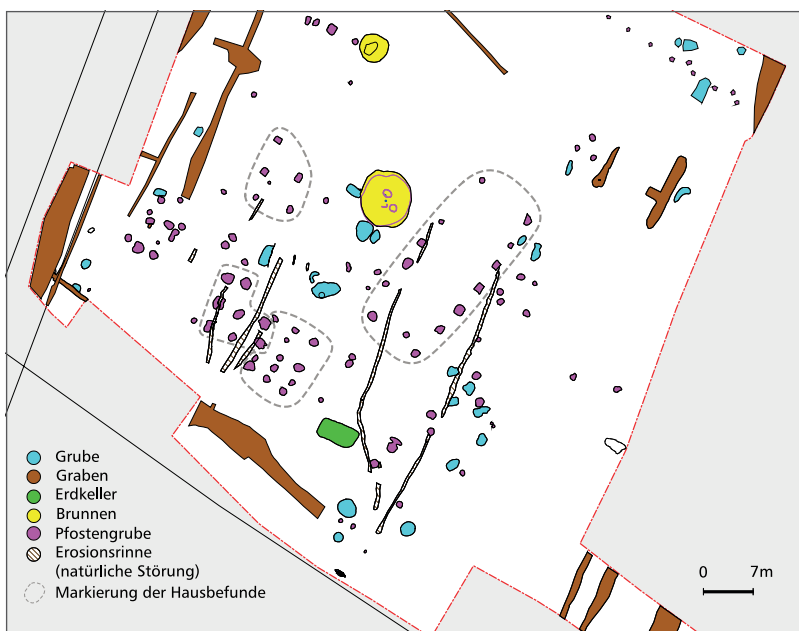 Grube
Graben
Erdkeller
Brunnen
Pfostengrube
Erosionsrinne
(natürliche Störung)
Markierung der Hausbefunde
0 7m